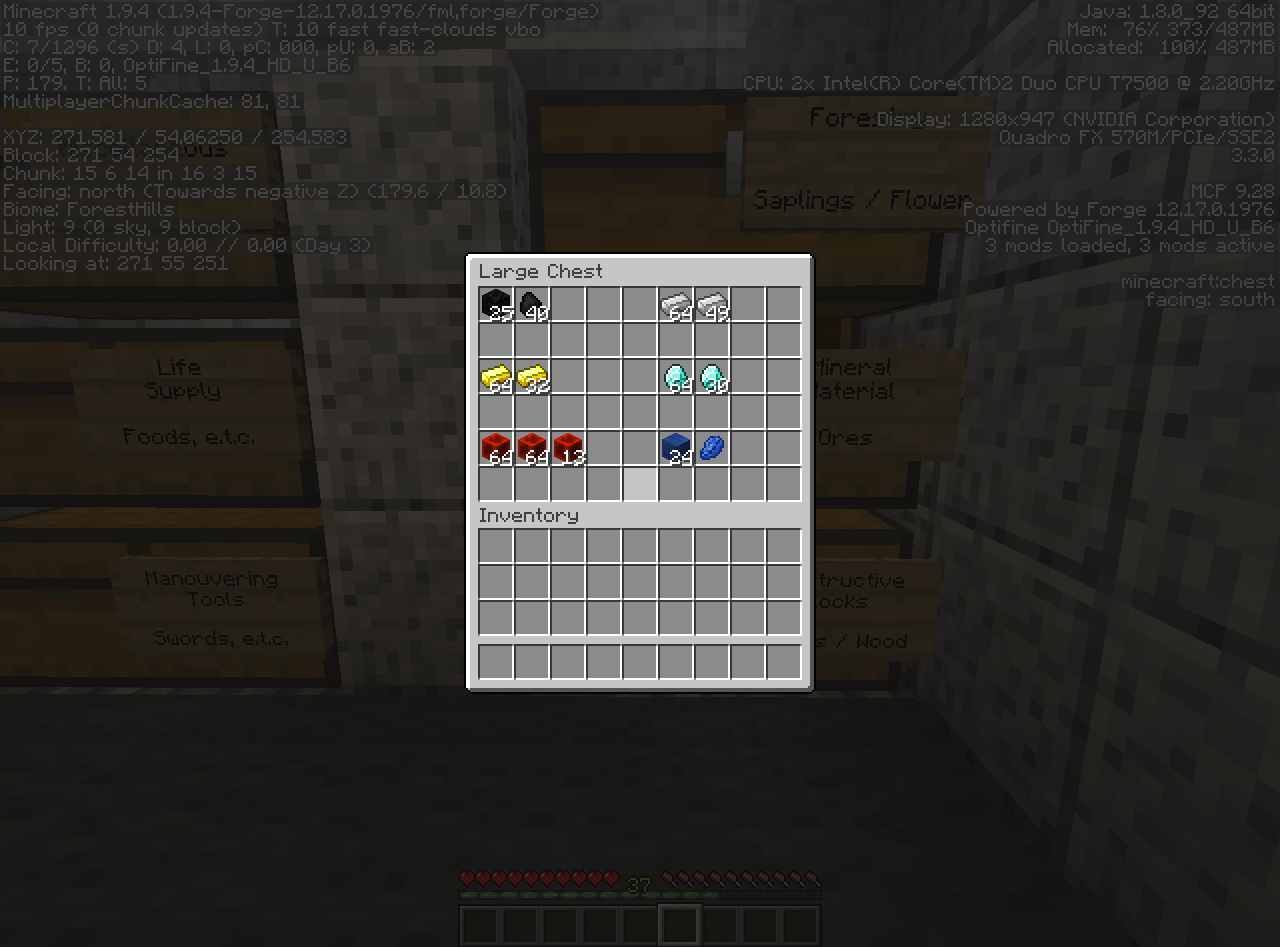 Minecraft 1.9.4 (1.9.4-Forge-12.17.0.1976/fml,forge/Forge)
10 fps (0 chunk updates) T: 10 fast fast-clouds vbo
C: 7/1296 (s) D: 4, L: 0, pC: 000, pU: 0, aB: 2
E: 0/5, B: 0, OptiFine_1.9.4_HD_U_B6
P: 179. T: All: 5
MultiplayerChunkCache: 81, 81
XYZ: 271.581 / 54.06250 / 254.583
Block: 271 54 254
Chunk: 15 6 14 in 16 3 15
Facing: north (Towards negative Z) (179.6 / 10.8)
Biome: ForestHills
Light: 9 (0 sky, 9 block)
Local Difficulty: 0.00 // 0.00 (Day 3)
Looking at: 271 55 251
Java: 1.8.0_92 64bit
Mem: 76% 373/487MB
Allocated: 100% 487MB
CPU: 2x Intel(R) Core(TM)2 Duo CPU T7500 @ 2.20GHz
Display: 1280x947 (NVIDIA Corporation)
Quadro FX 570M/PCIe/SSE2
3.3.0
MCP 9.28
Powered by Forge 12.17.0.1976
Optifine OptiFine_1.9.4_HD_U_B6
3 mods loaded, 3 mods active
minecraft:chest
facing: south
Saplings / Flower
Large Chest
25 40 64 49
64 32 64 30
64 64 13 24
Inventory
Life
Supply
Foods, e.t.c.
Mineral
Material
Ores
Manouvering
Tools
Swords, e.t.c.
/ Wood
37